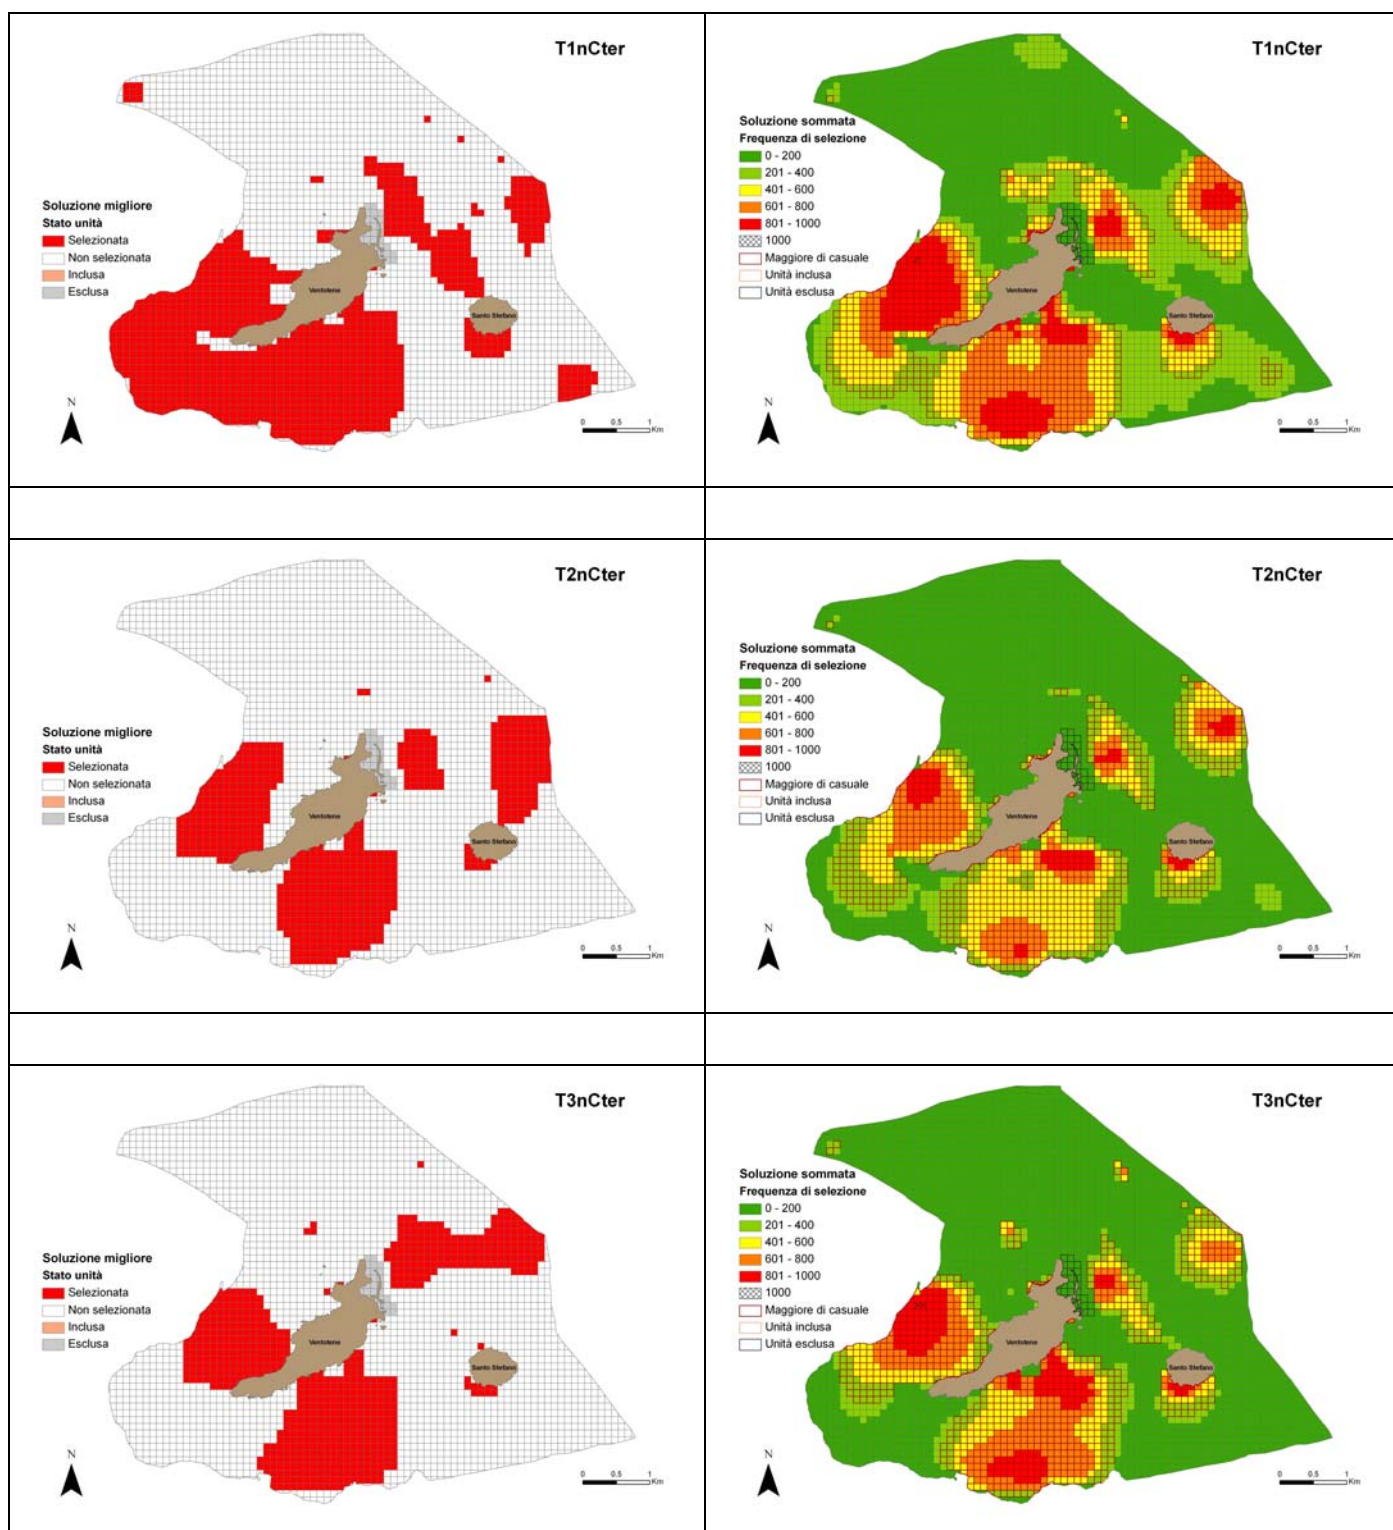 T1nCter
Soluzione migliore
Stato unità
Selezionata
Non selezionata
Inclusa
Esclusa
Ventotene
Santo Stefano
N
0 0.5 1
Km
T1nCter
Soluzione sommata
Frequenza di selezione
0 - 200
201 - 400
401 - 600
601 - 800
801 - 1000
1000
Maggiore di casuale
Unità inclusa
Unità esclusa
Ventotene
Santo Stefano
N
0 0.5 1
Km
T2nCter
Soluzione migliore
Stato unità
Selezionata
Non selezionata
Inclusa
Esclusa
Ventotene
Santo Stefano
N
0 0.5 1
Km
T2nCter
Soluzione sommata
Frequenza di selezione
0 - 200
201 - 400
401 - 600
601 - 800
801 - 1000
1000
Maggiore di casuale
Unità inclusa
Unità esclusa
Ventotene
Santo Stefano
N
0 0.5 1
Km
T3nCter
Soluzione migliore
Stato unità
Selezionata
Non selezionata
Inclusa
Esclusa
Ventotene
Santo Stefano
N
0 0.5 1
Km
T3nCter
Soluzione sommata
Frequenza di selezione
0 - 200
201 - 400
401 - 600
601 - 800
801 - 1000
1000
Maggiore di casuale
Unità inclusa
Unità esclusa
Ventotene
Santo Stefano
N
0 0.5 1
Km